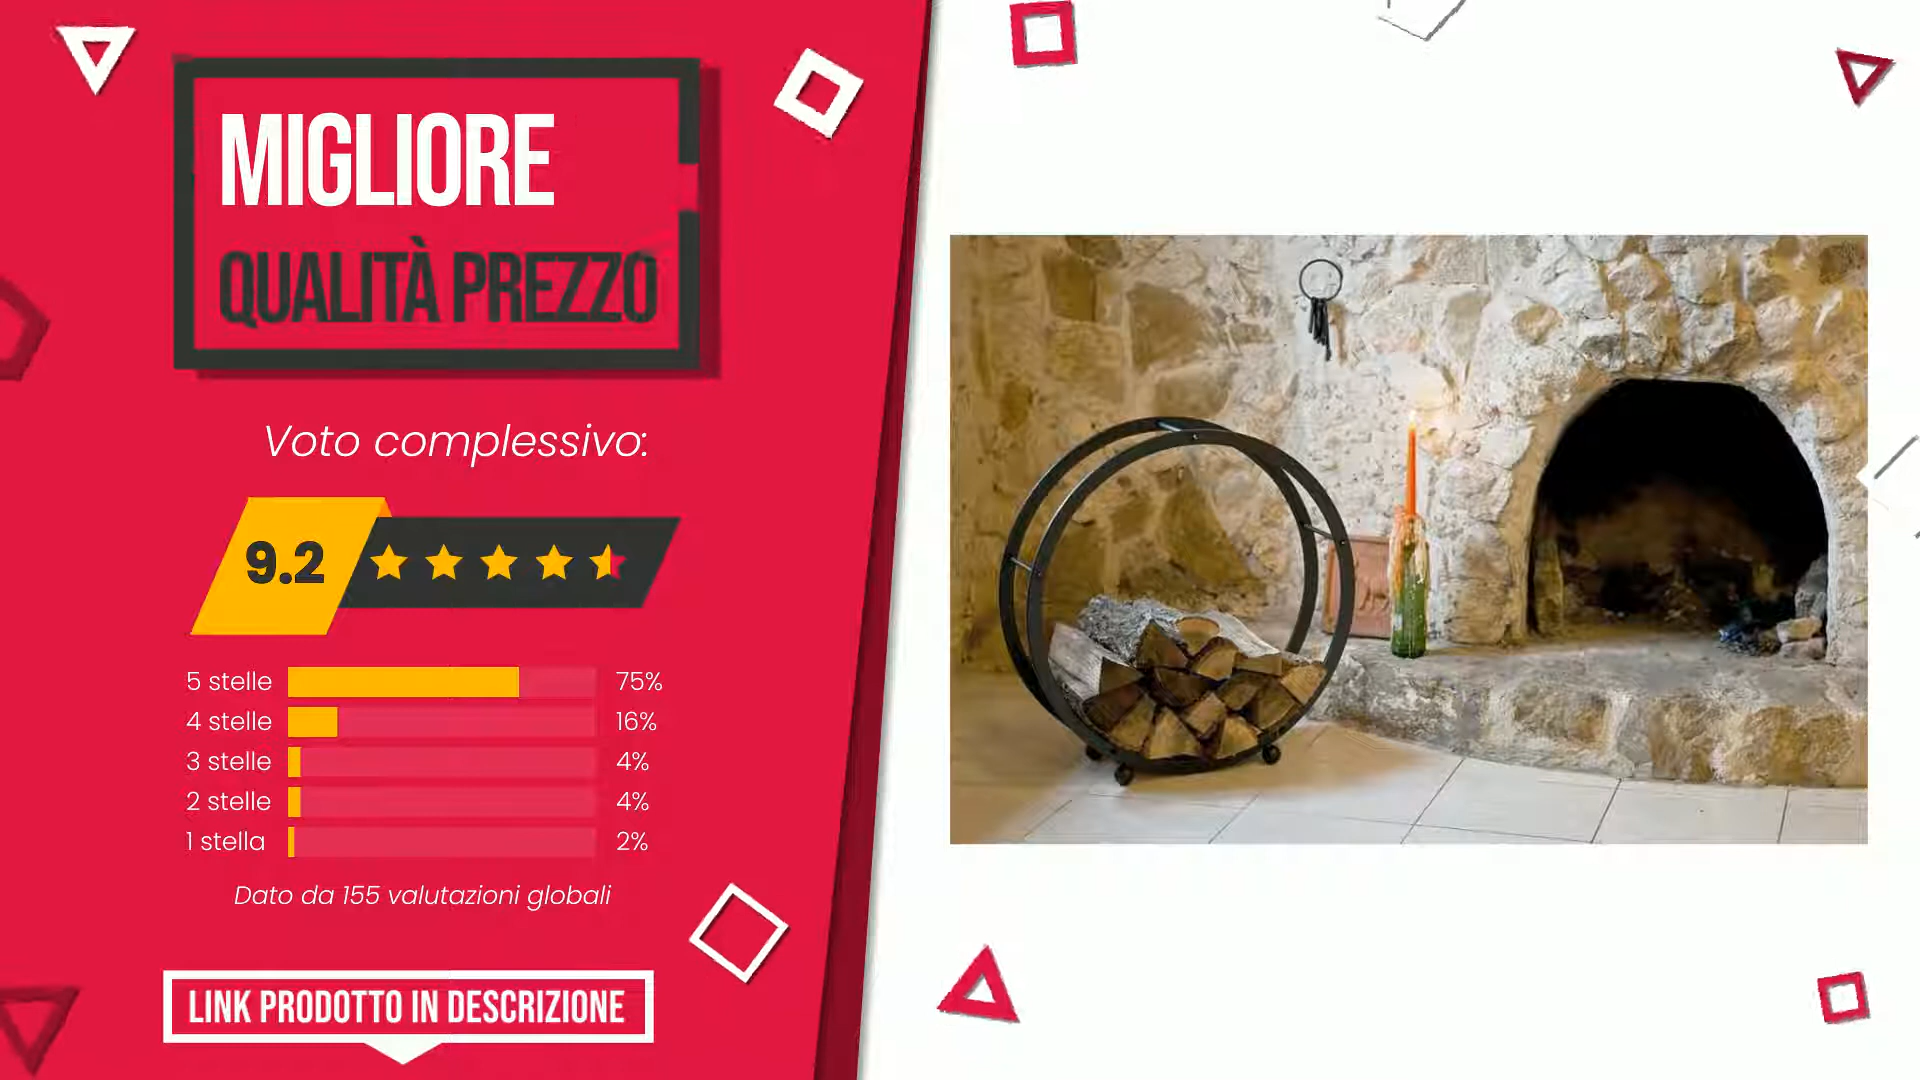 MIGLIORE
QUALITÀ PREZZO
Voto complessivo:
9.2
5 stelle 75%
4 stelle 16%
3 stelle 4%
2 stelle 4%
1 stella 2%
Dato da 155 valutazioni globali
LINK PRODOTTO IN DESCRIZIONE